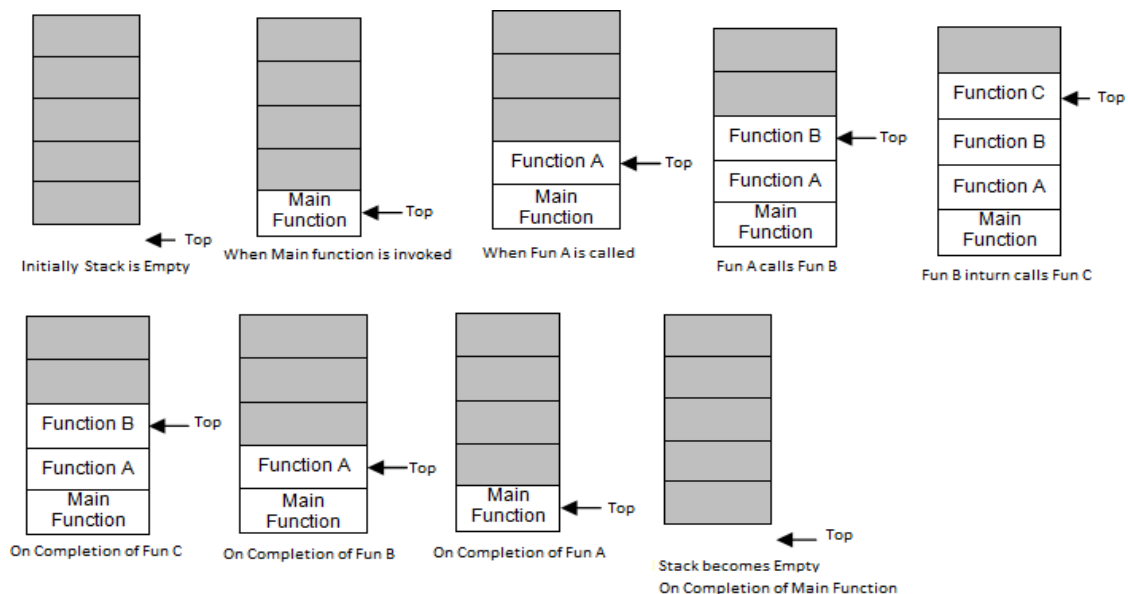 Top
Initially Stack is Empty
Main
Function
Top
When Main function is invoked
Function A
Main
Function
Top
When Fun A is called
Function B
Function A
Main
Function
Top
Fun A calls Fun B
Function C
Function B
Function A
Main
Function
Top
Fun B inturn calls Fun C
Function B
Function A
Main
Function
Top
On Completion of Fun C
Function A
Main
Function
Top
On Completion of Fun B
Main
Function
Top
On Completion of Fun A
Top
Stack becomes Empty
On Completion of Main Function